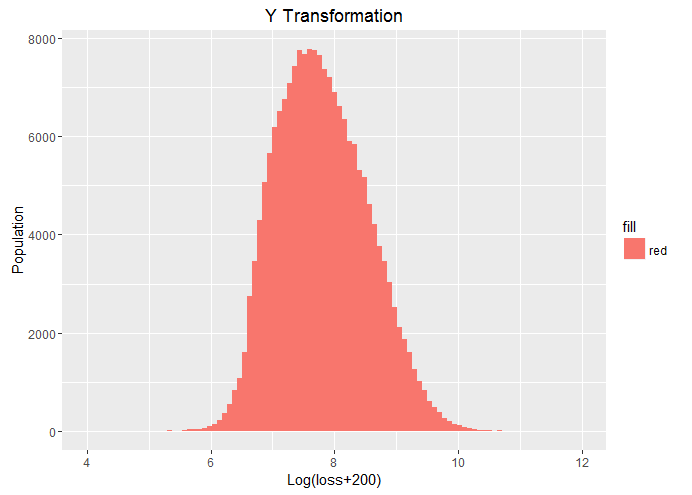 Y Transformation
8000
6000
4000
2000
0
Population
4 6 8 10 12
Log(loss+200)
fill
red